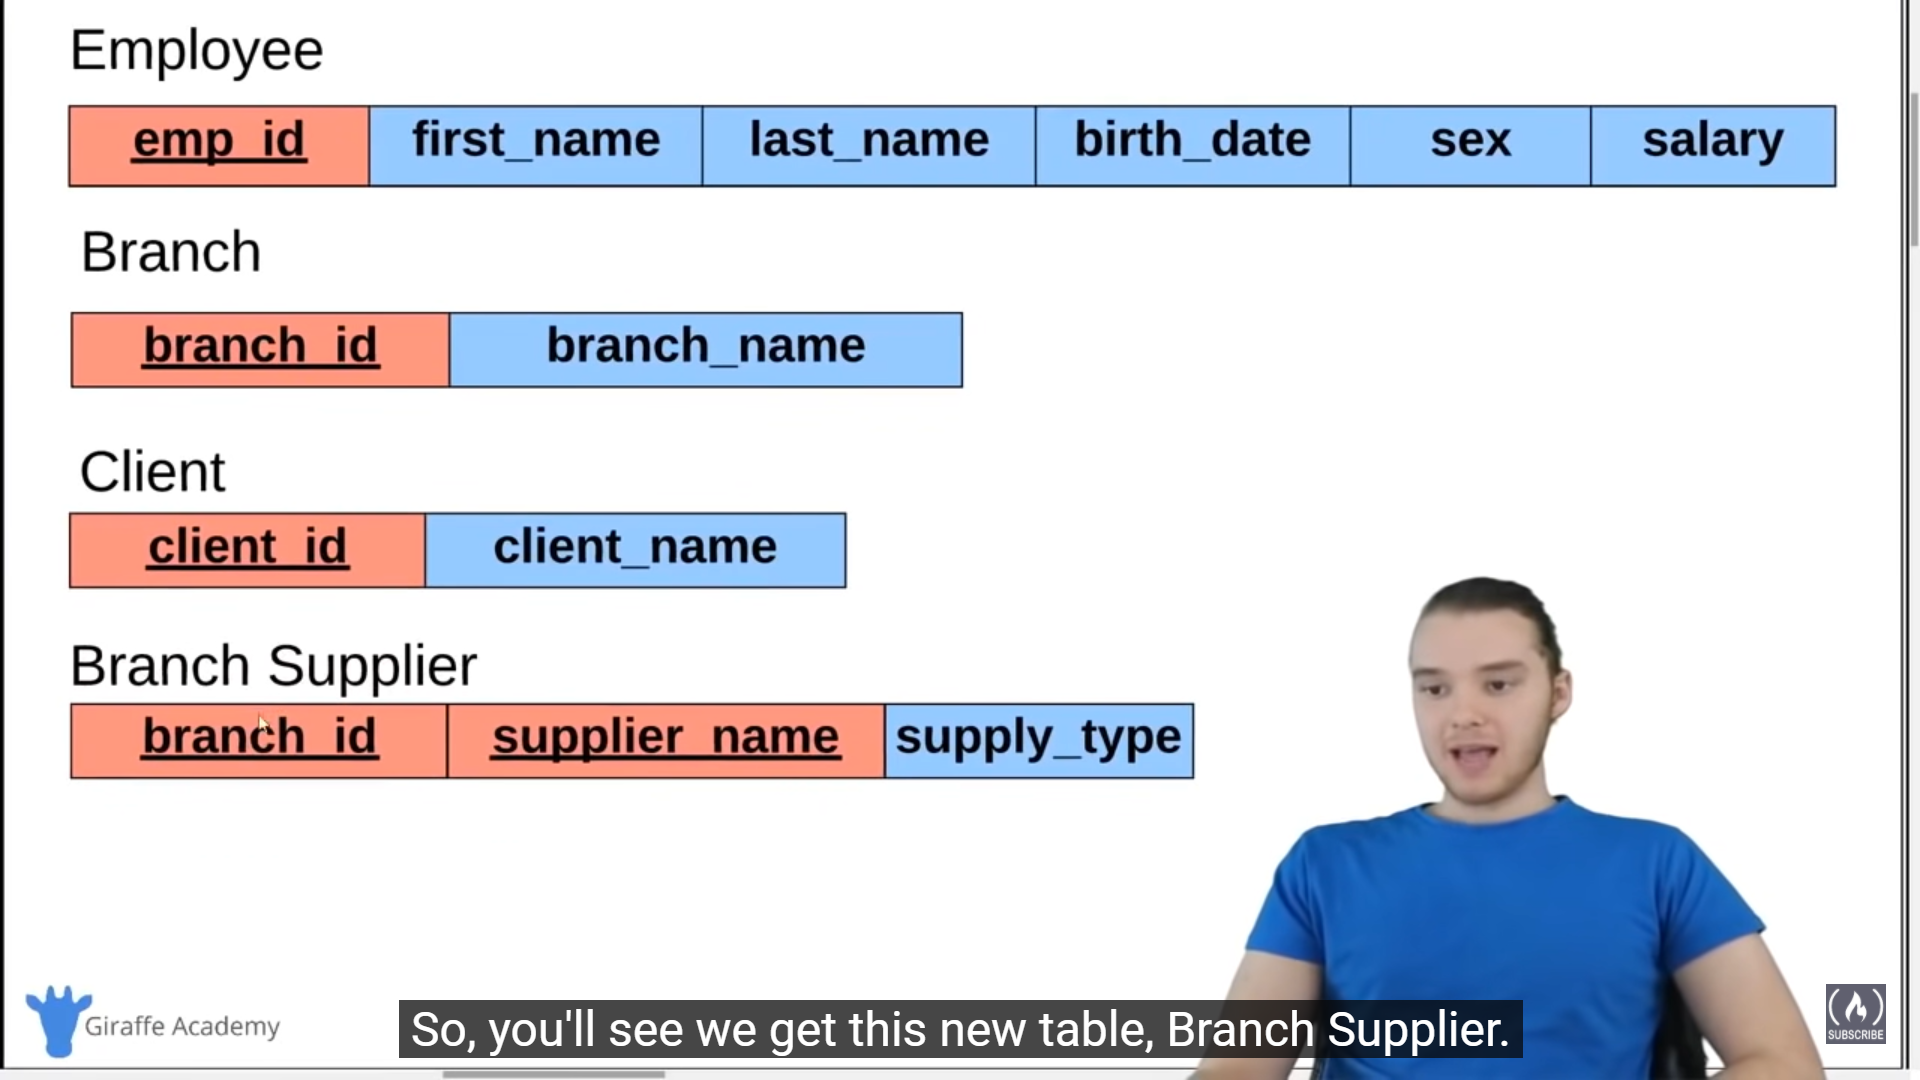 Employee
emp_id first_name last_name birth_date sex salary
Branch
branch_id branch_name
Client
client_id client_name
Branch Supplier
branch_id supplier_name supply_type
Giraffe Academy
So, you'll see we get this new table, Branch Supplier.
SUBSCRIBE